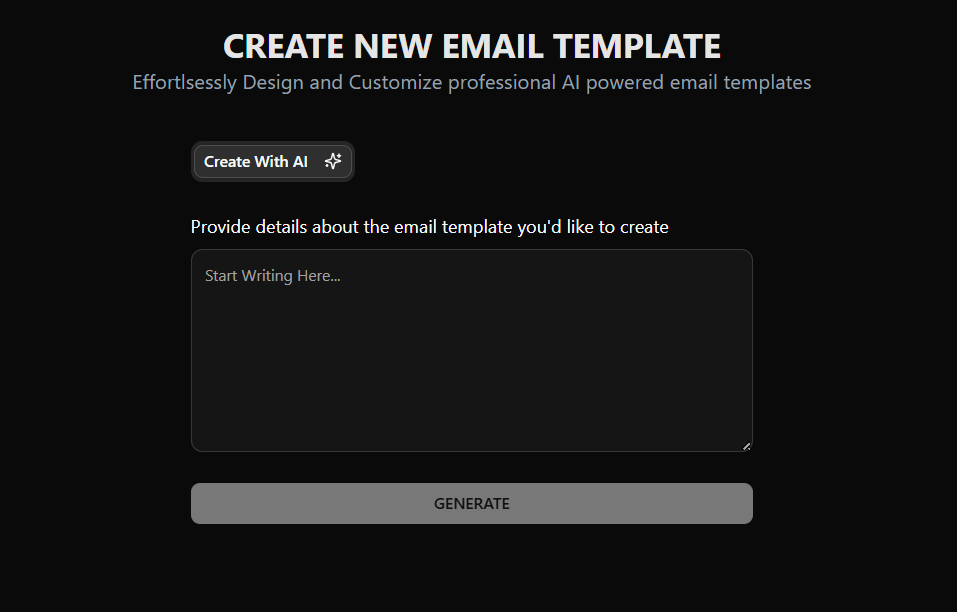 CREATE NEW EMAIL TEMPLATE
Effortlsessly Design and Customize professional AI powered email templates
Create With AI
Provide details about the email template you'd like to create
Start Writing Here...
GENERATE